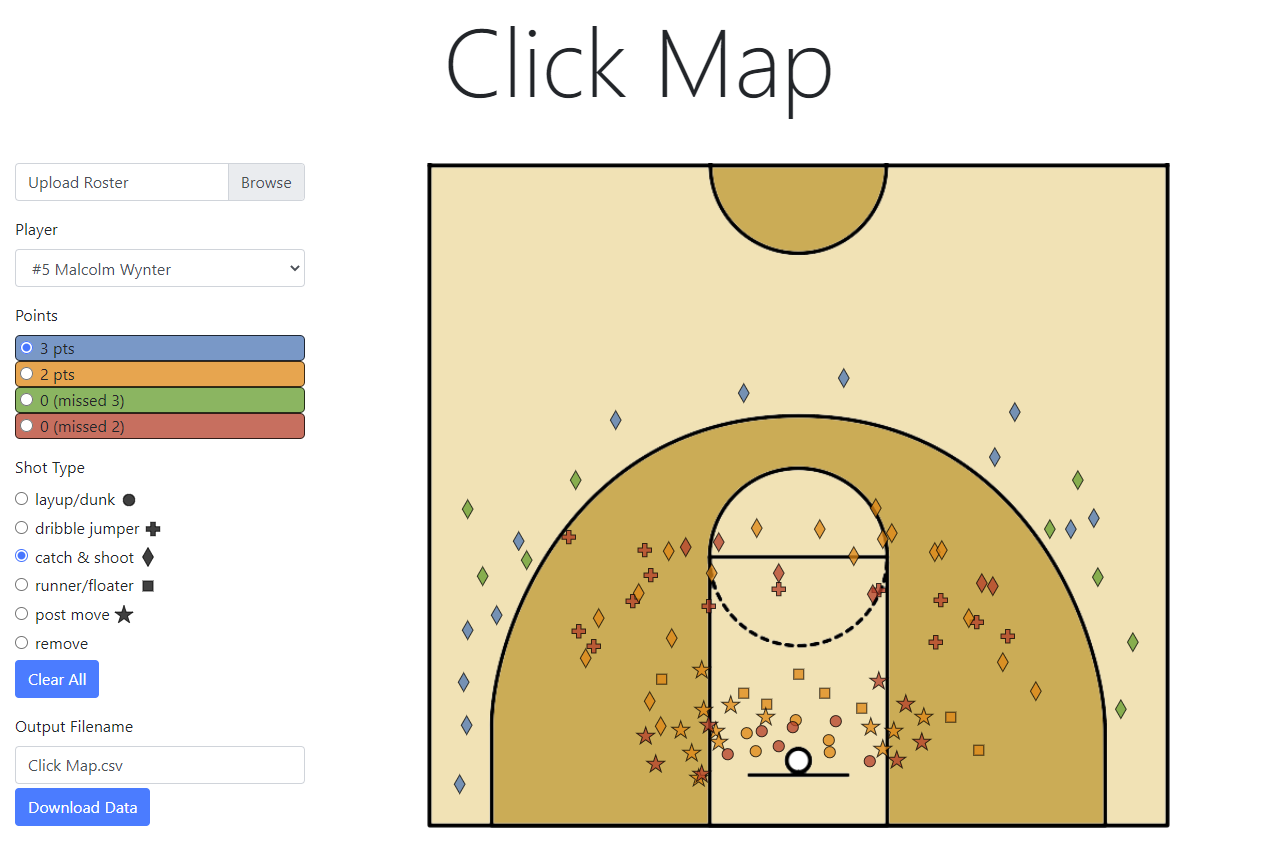 Click Map
Upload Roster
Browse
Player
#5 Malcolm Wynter
Points
3 pts
2 pts
0 (missed 3)
0 (missed 2)
Shot Type
layup/dunk
dribble jumper
catch & shoot
runner/floater
post move
remove
Clear All
Output Filename
Click Map.csv
Download Data